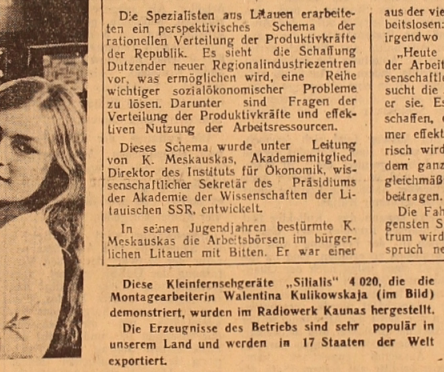 Die Spezialisten aus Litauen erarbeite-
ten ein perspektivisches Schema der
rationellen Verteilung der Produktivkräfte
der Republik. Es sieht die Schaffung
Dutzender neuer Regionalindustriezentren
vor, was ermöglichen wird, eine Reihe
wichtiger sozialökonomischer Probleme
zu lösen. Darunter sind Fragen der
Verteilung der Produktivkräfte und effek-
tiven Nutzung der Arbeitsressourcen.
Dieses Schema wurde unter Leitung
von K. Meskauskas, Akademiemitglied,
Direktor des Instituts für Ökonomik, wis-
senschaftlicher Sekretär des Präsidiums
der Akademie der Wissenschaften der Li-
tauischen SSR, entwickelt.
In seinen Jugendjahren bestürmte K.
Meskauskas die Arbeitsbörsen im bürger-
lichen Litauen mit Bitten. Er war einer
aus der vie
beitslosen
irgendwo
„Heute
der Arbeit
senschaftli
sucht die
er sie. E
schaffen,
mer effekt
risch wird
dem ganz
gleichmäß
beitragen.
Die Fah
gensten S
trum wird
spruch ne
Diese Kleinfernsehgeräte „Silialis" 4 020, die die
Montagearbeiterin Walentina Kulikowskaja (im Bild)
demonstriert, wurden im Radiowerk Kaunas hergestellt.
Die Erzeugnisse des Betriebs sind sehr populär in
unserem Land und werden in 17 Staaten der Welt
exportiert.